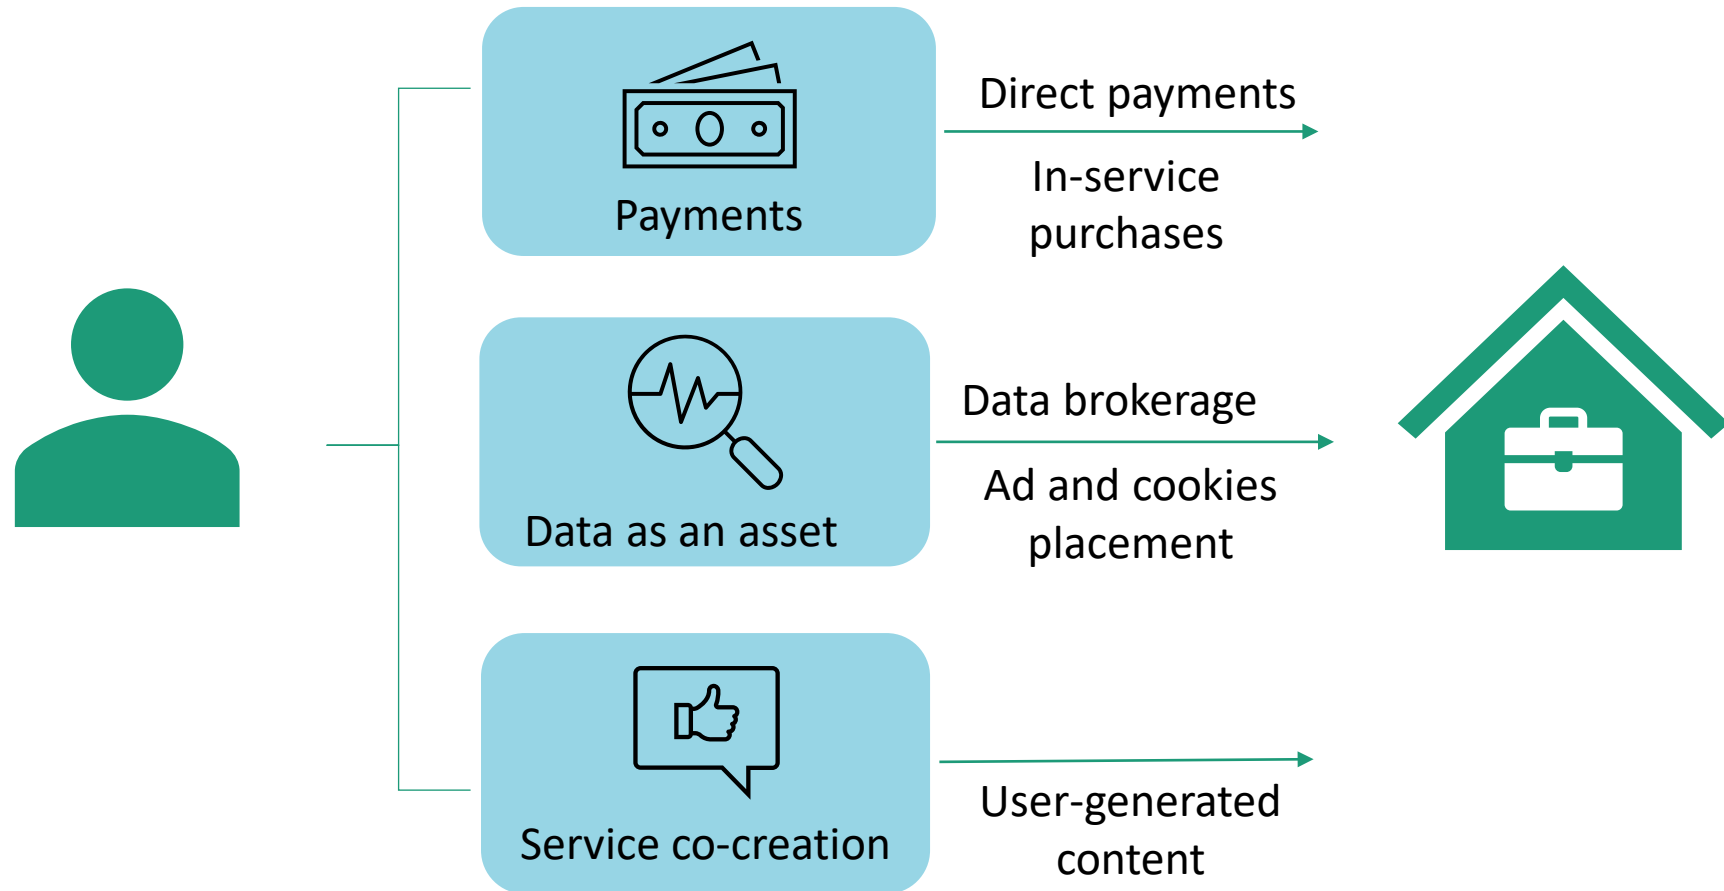 Payments
Direct payments
In-service
purchases
Data as an asset
Data brokerage
Ad and cookies
placement
Service co-creation
User-generated
content